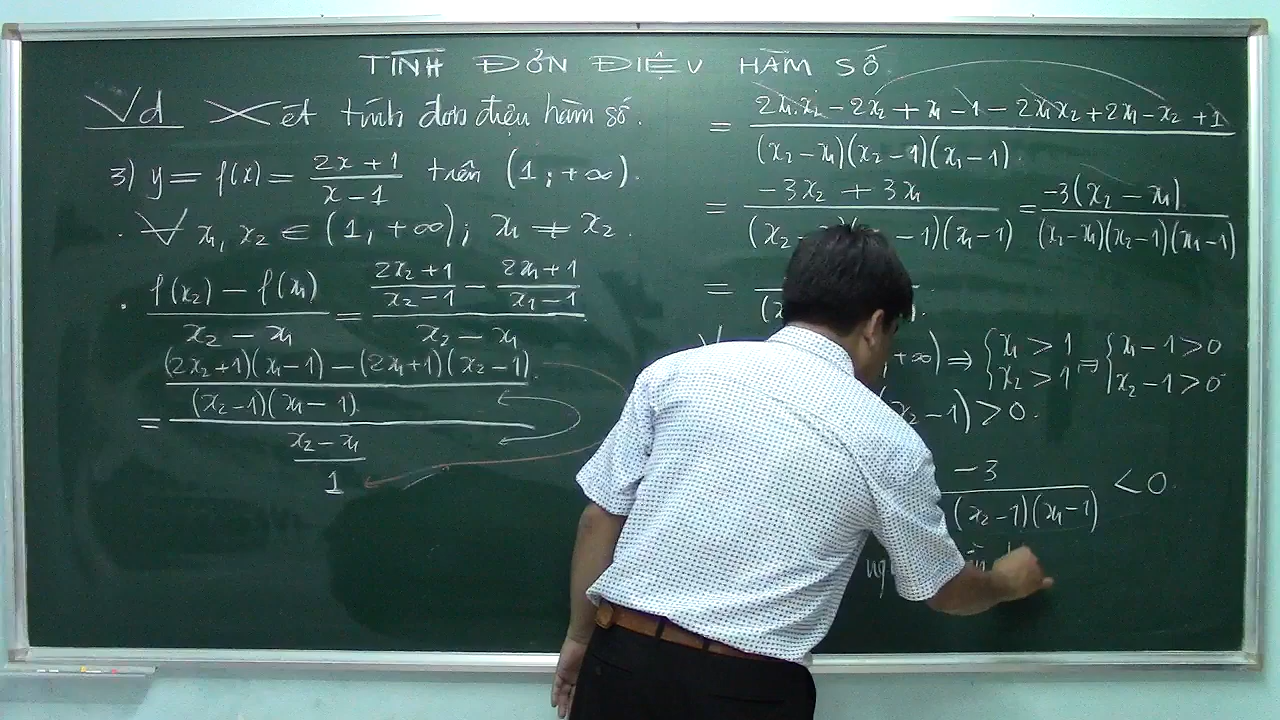 TÍNH ĐƠN ĐIỆU HÀM SỐ
Vd Xét tính đơn điệu hàm số.
3) y = f(x) = (2x+1)/(x-1) trên (1; +∞).
. ∀ x₁, x₂ ∈ (1, +∞); x₁ ≠ x₂.
. (f(x₂) - f(x₁))/(x₂ - x₁) = ((2x₂+1)/(x₂-1) - (2x₁+1)/(x₁-1))/(x₂ - x₁)
= (((2x₂+1)(x₁-1) - (2x₁+1)(x₂-1))/((x₂-1)(x₁-1)))/((x₂-x₁)/1)
= (2x₁.x₂ - 2x₂ + x₁ - 1 - 2x₁x₂ + 2x₁ - x₂ + 1)/((x₂-x₁)(x₂-1)(x₁-1)).
= (-3x₂ + 3x₁)/((x₂ - 1)(x₁-1)) = (-3(x₂ - x₁))/((x₂-x₁)(x₂-1)(x₁-1))
= (x
+∞) ⇒ {x₁ > 1 x₂ > 1 ⇒ {x₁-1>0 x₂-1>0
x₂-1) > 0.
-3/((x₂-1)(x₁-1)) < 0.